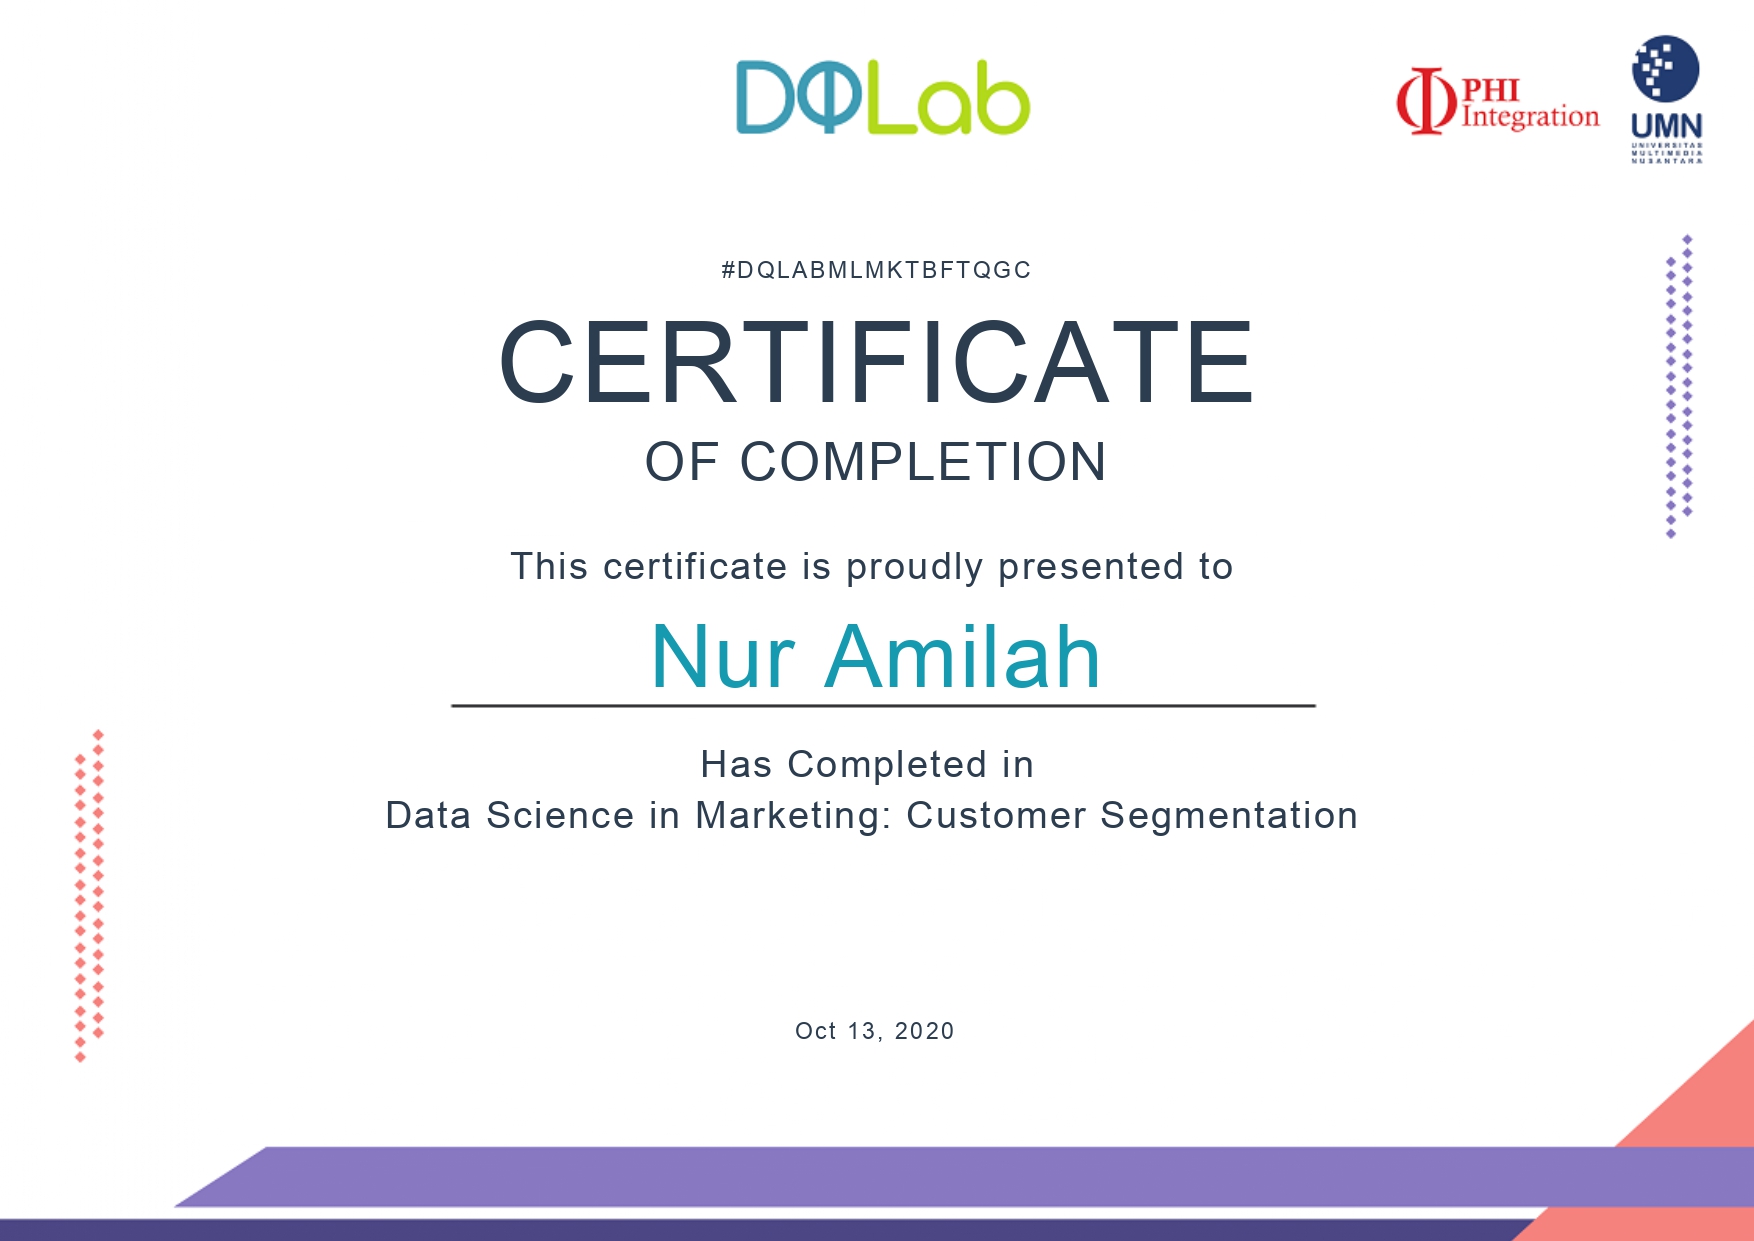 DQLab
PHI
Integration
UMN
UNIVERSITAS
MULTIMEDIA
NUSANTARA
#DQLABMLMKTBFTQGC
CERTIFICATE
OF COMPLETION
This certificate is proudly presented to
Nur Amilah
Has Completed in
Data Science in Marketing: Customer Segmentation
Oct 13, 2020